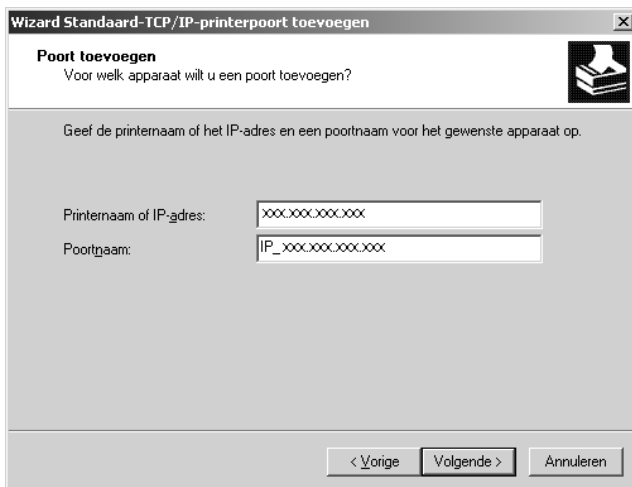 Wizard Standaard-TCP/IP-printerpoort toevoegen
Poort toevoegen
Voor welk apparaat wilt u een poort toevoegen?
Geef de printernaam of het IP-adres en een poortnaam voor het gewenste apparaat op.
Printernaam of IP-adres: xxx.xxx.xxx.xxx
Poortnaam: IP_xxx.xxx.xxx.xxx
< Vorige Volgende > Annuleren